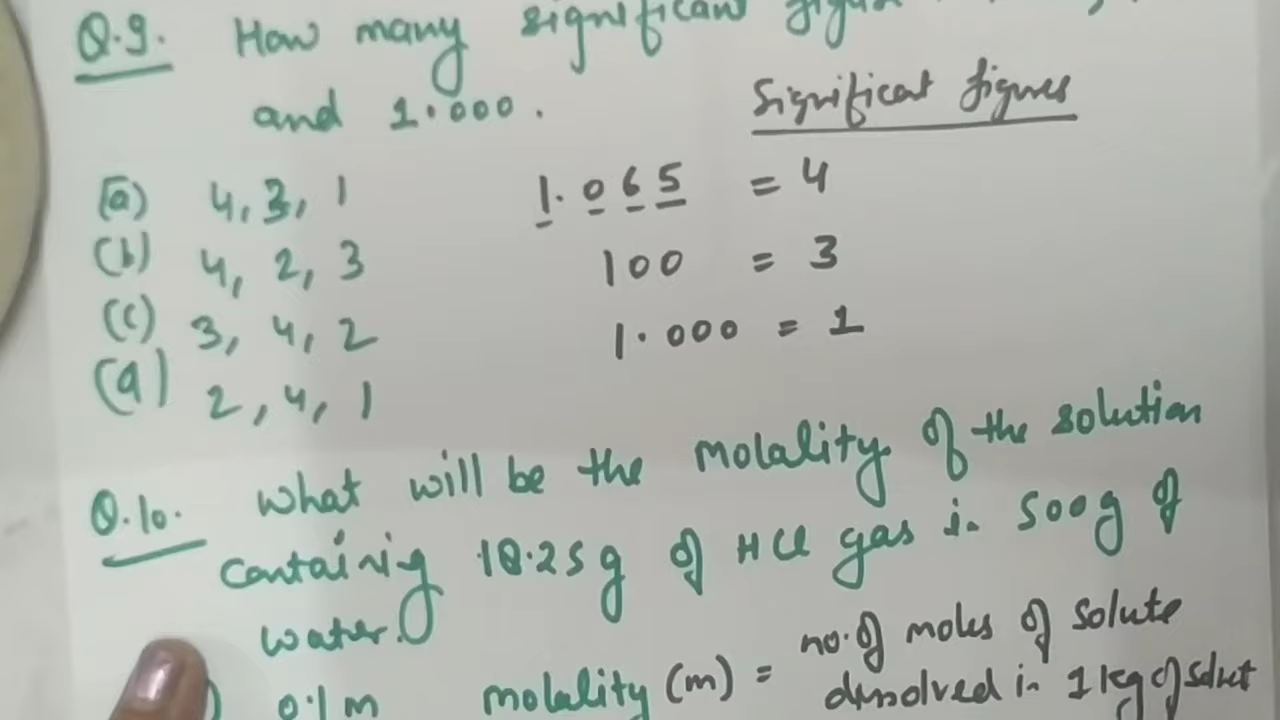 Q.9. How many significant
and 1.000.
Significant figures
(a) 4, 3, 1
1.065 = 4
(b) 4, 2, 3
100 = 3
(c) 3, 4, 2
1.000 = 1
(d) 2, 4, 1
Q.10. What will be the molality of the solution
containing 18.25g of HCl gas in 500g of
water.
0.1 m
molality (m) = no. of moles of solute
dissolved in 1 kg of